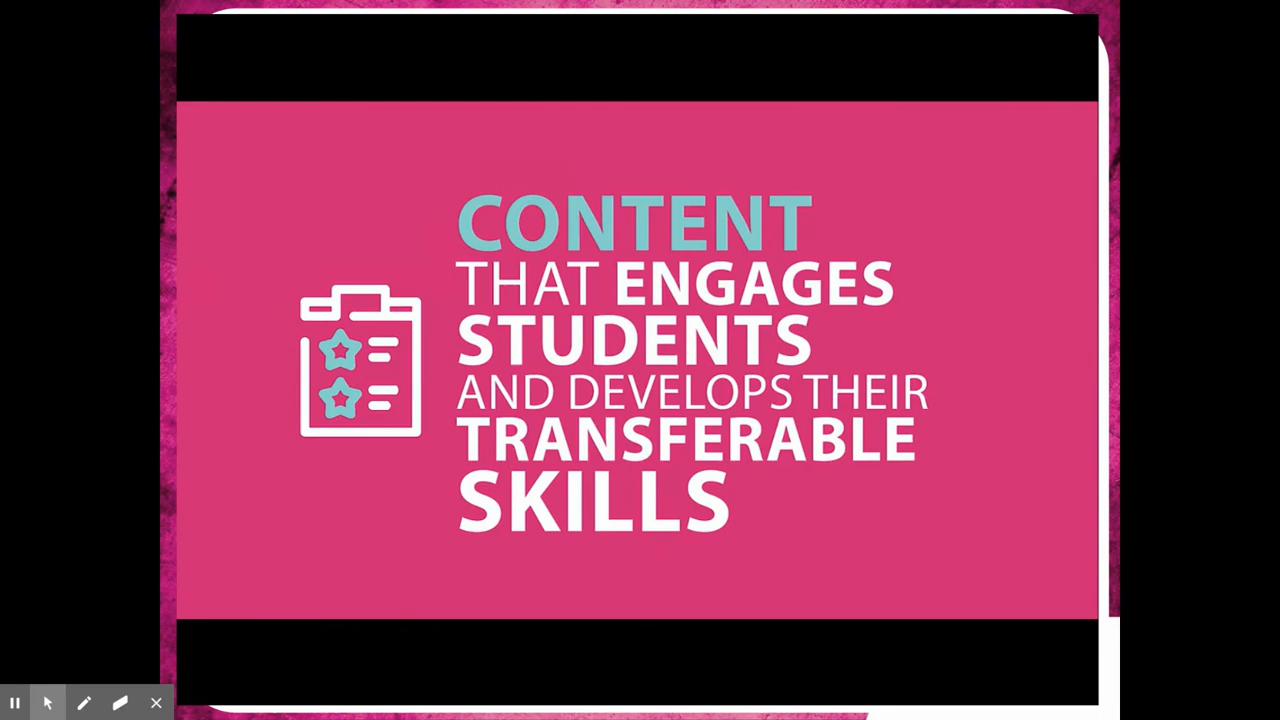 CONTENT
THAT ENGAGES
STUDENTS
AND DEVELOPS THEIR
TRANSFERABLE
SKILLS